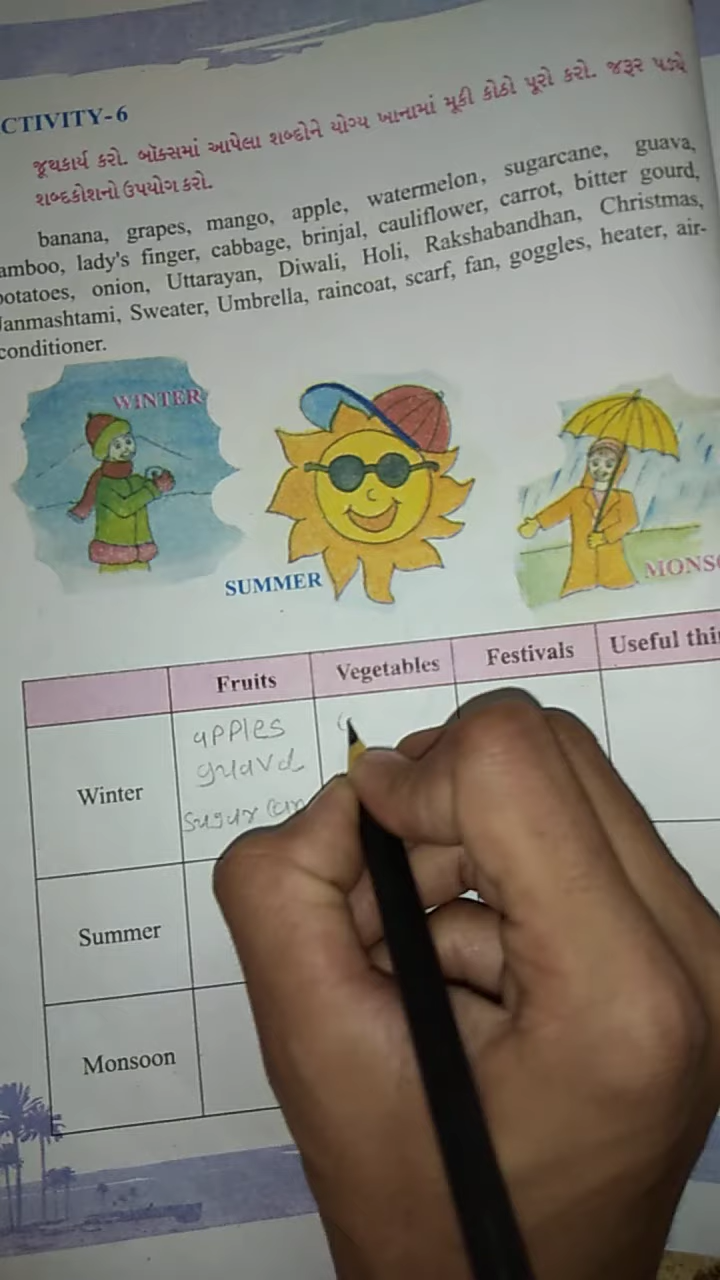 CTIVITY-6
જૂથકાર્ય કરો. બૉક્સમાં આપેલા શબ્દોને યોગ્ય ખાનામાં મૂકી કોઠો પૂરો કરો. જરૂર પડ્યે
શબ્દકોશનો ઉપયોગ કરો.
banana, grapes, mango, apple, watermelon, sugarcane, guava,
amboo, lady's finger, cabbage, brinjal, cauliflower, carrot, bitter gourd,
potatoes, onion, Uttarayan, Diwali, Holi, Rakshabandhan, Christmas,
Janmashtami, Sweater, Umbrella, raincoat, scarf, fan, goggles, heater, air-
conditioner.
WINTER
SUMMER
MONS
Fruits Vegetables Festivals Useful thi
Winter apples
guava
sugarcan
Summer
Monsoon